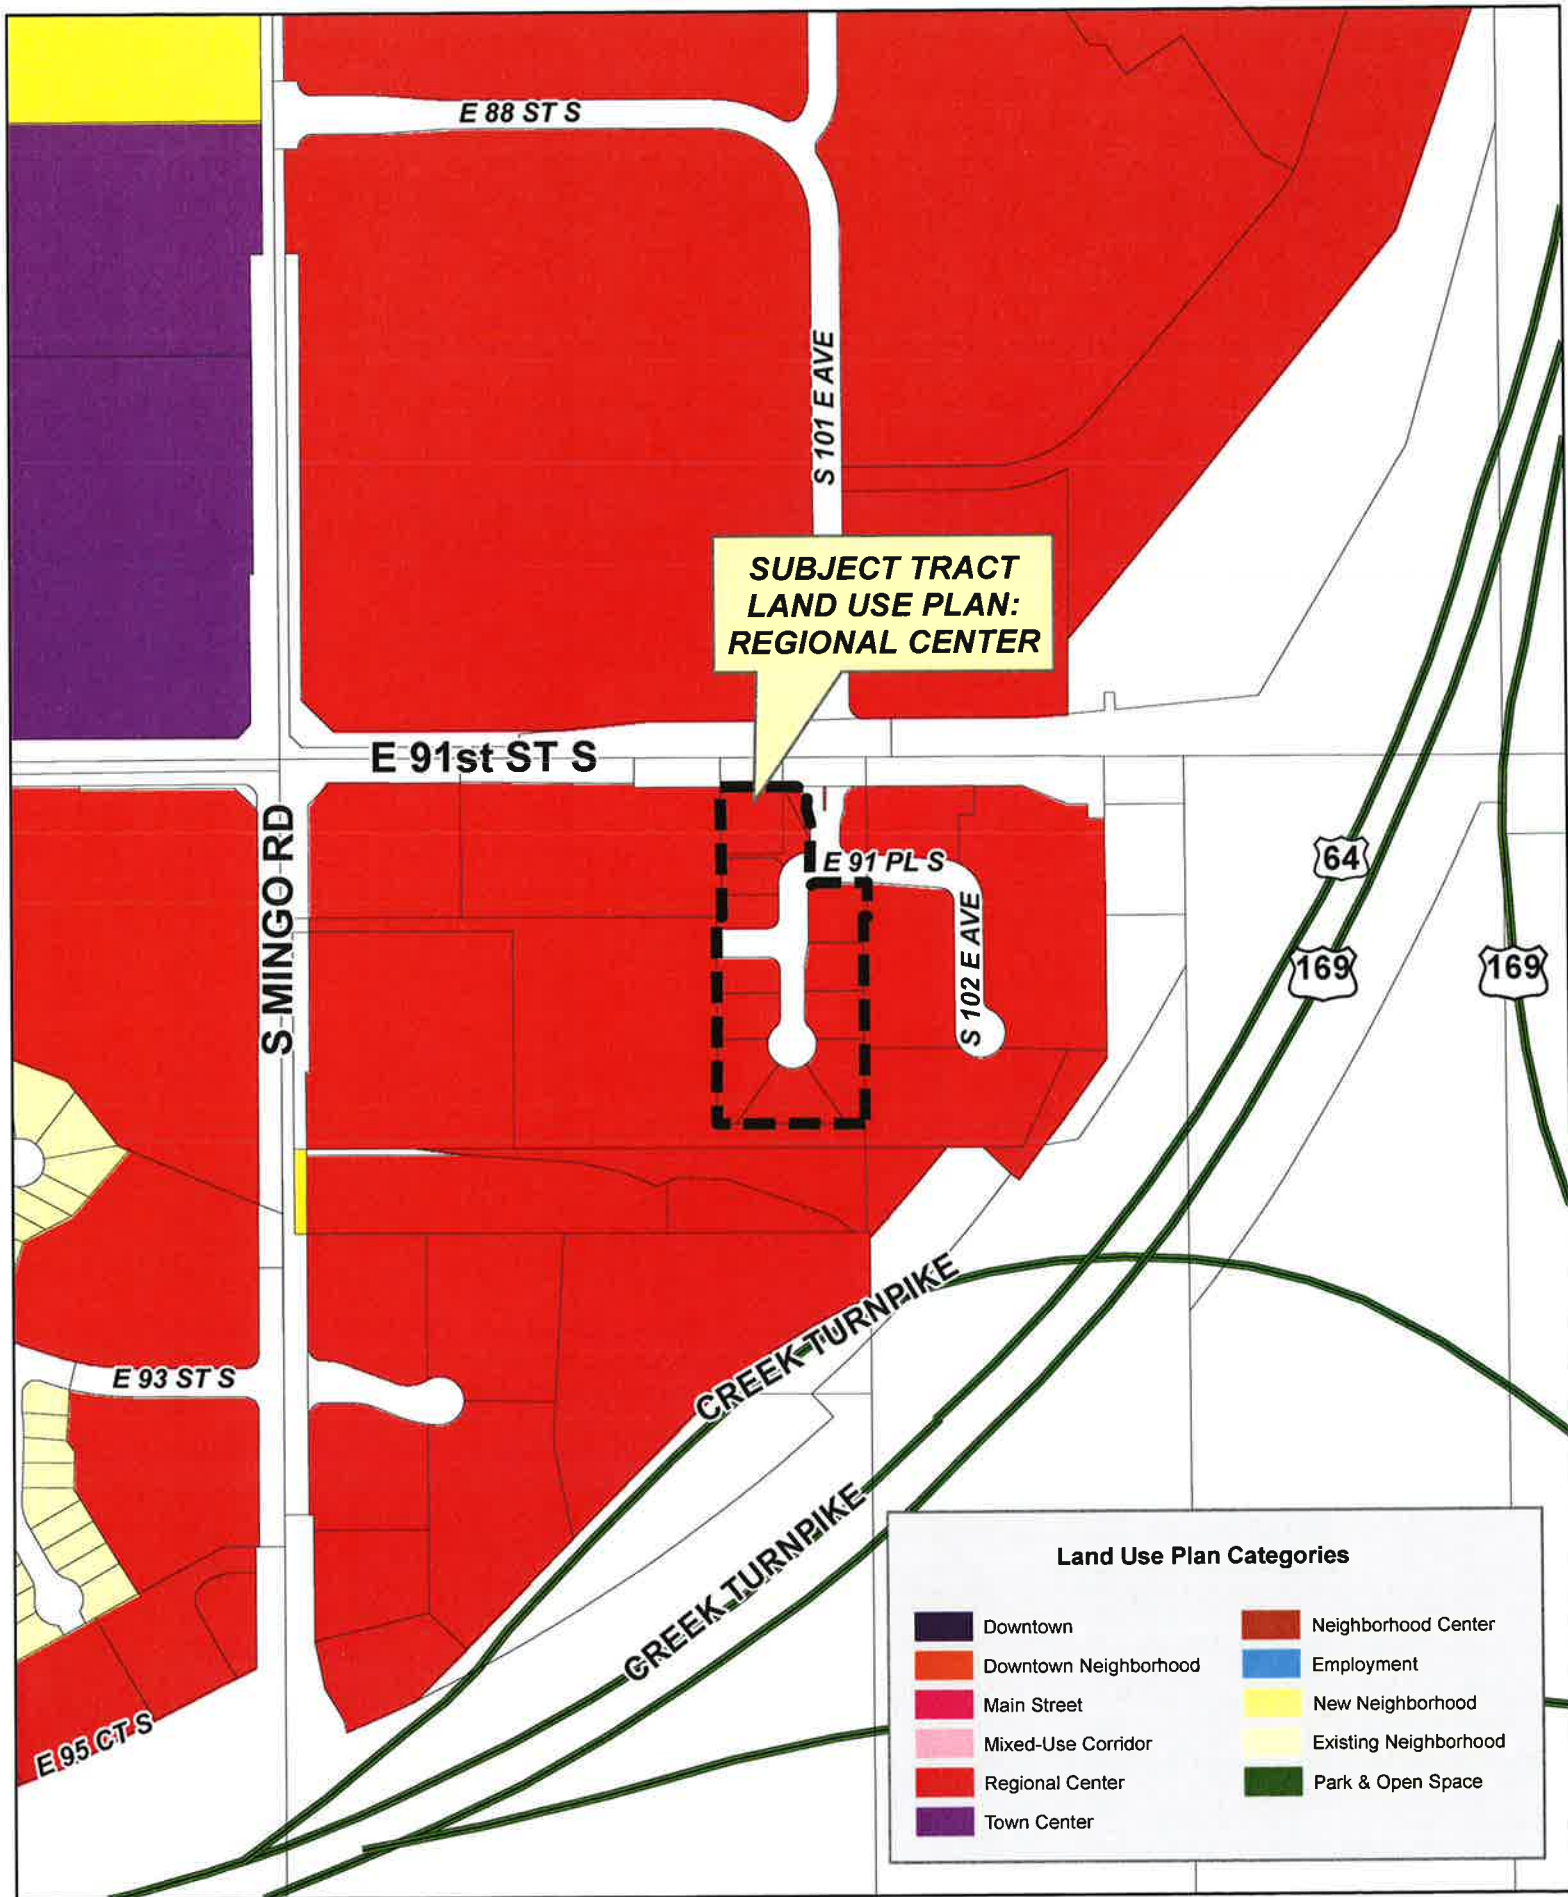 E 88 ST S
S 101 E AVE
SUBJECT TRACT
LAND USE PLAN:
REGIONAL CENTER
E 91st ST S
S MINGO RD
E 91 PL S
S 102 E AVE
64
169
169
CREEK TURNPIKE
E 93 ST S
CREEK TURNPIKE
E 95 CT S
Land Use Plan Categories
Downtown
Downtown Neighborhood
Main Street
Mixed-Use Corridor
Regional Center
Town Center
Neighborhood Center
Employment
New Neighborhood
Existing Neighborhood
Park & Open Space